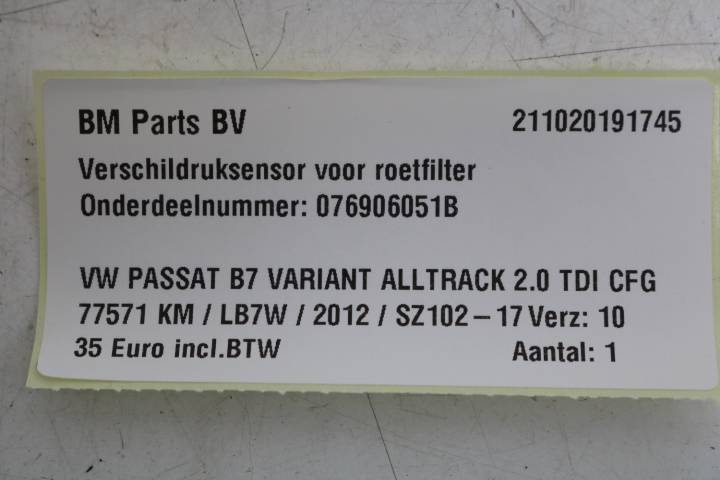 BM Parts BV 211020191745
Verschildruksensor voor roetfilter
Onderdeelnummer: 076906051B
VW PASSAT B7 VARIANT ALLTRACK 2.0 TDI CFG
77571 KM / LB7W / 2012 / SZ102-17 Verz: 10
35 Euro incl.BTW Aantal: 1